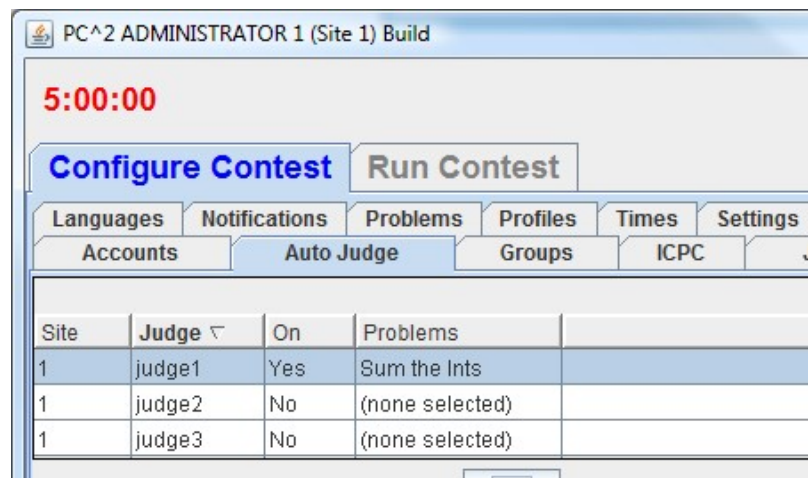 PC^2 ADMINISTRATOR 1 (Site 1) Build
5:00:00
Configure Contest Run Contest
Languages Notifications Problems Profiles Times Settings
Accounts Auto Judge Groups ICPC
Site Judge On Problems
1 judge1 Yes Sum the Ints
1 judge2 No (none selected)
1 judge3 No (none selected)